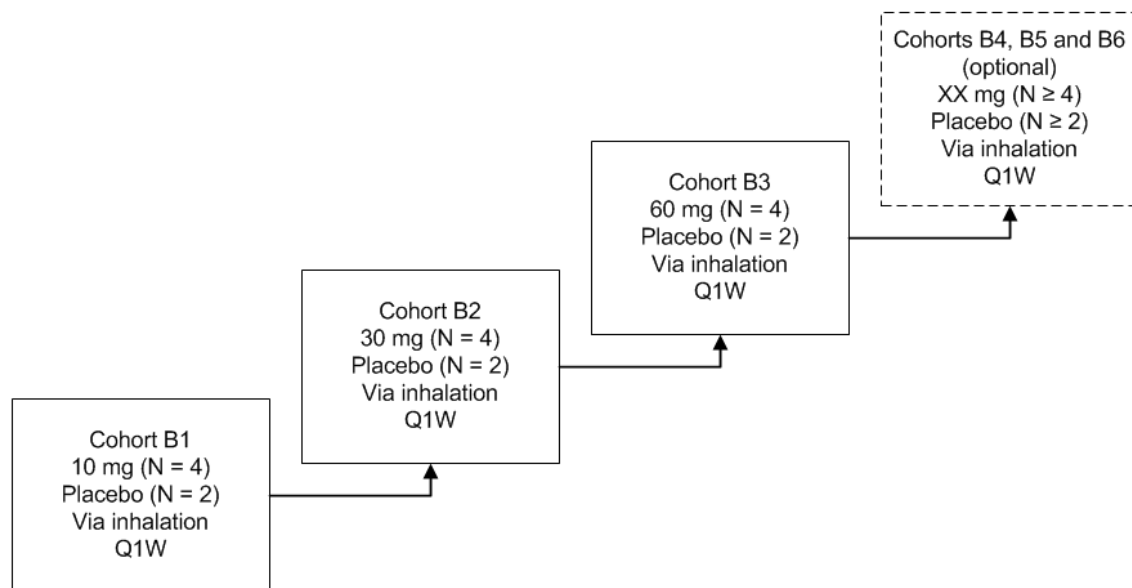 Cohorts B4, B5 and B6
(optional)
XX mg (N ≥ 4)
Placebo (N ≥ 2)
Via inhalation
Q1W
Cohort B3
60 mg (N = 4)
Placebo (N = 2)
Via inhalation
Q1W
Cohort B2
30 mg (N = 4)
Placebo (N = 2)
Via inhalation
Q1W
Cohort B1
10 mg (N = 4)
Placebo (N = 2)
Via inhalation
Q1W